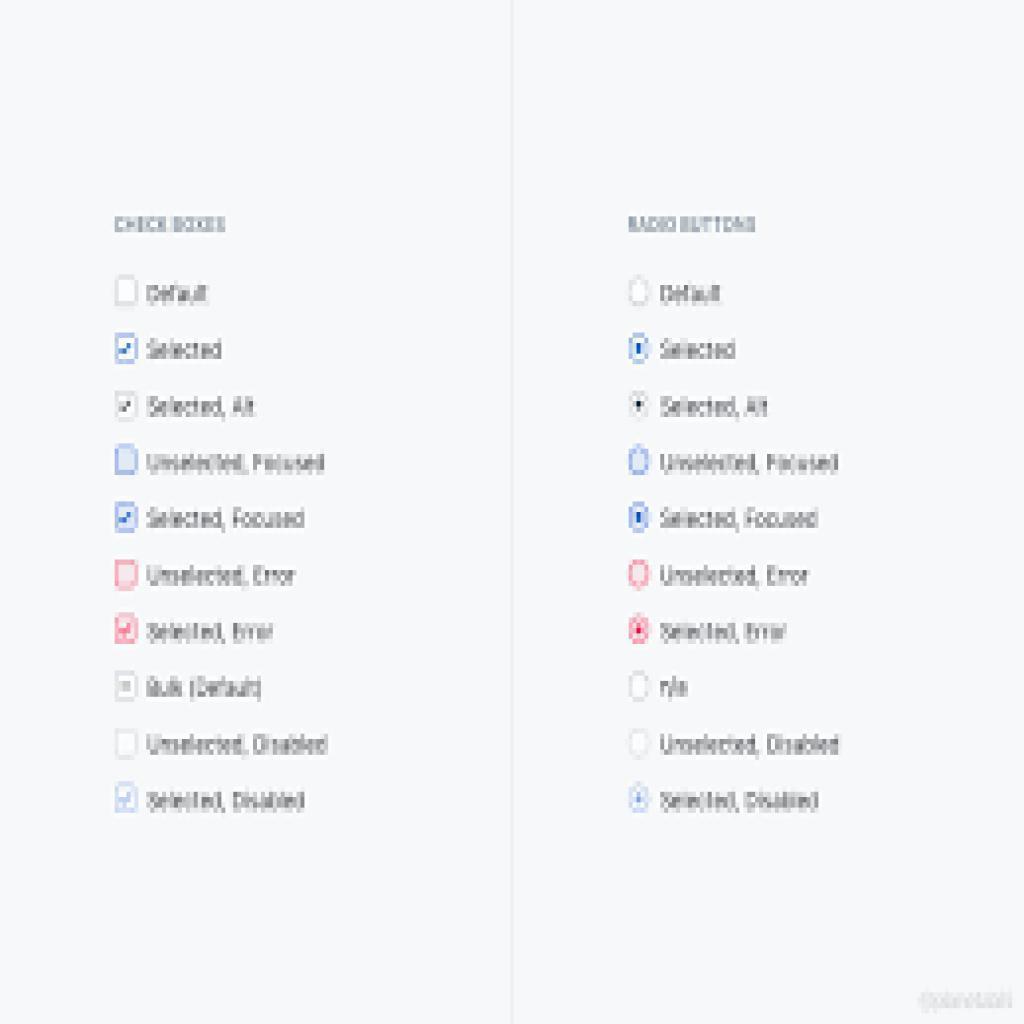 CHECK BOXES
Default
Selected
Selected, Alt
Unselected, Focused
Selected, Focused
Unselected, Error
Selected, Error
Bulk (Default)
Unselected, Disabled
Selected, Disabled
RADIO BUTTONS
Default
Selected
Selected, Alt
Unselected, Focused
Selected, Focused
Unselected, Error
Selected, Error
n/a
Unselected, Disabled
Selected, Disabled